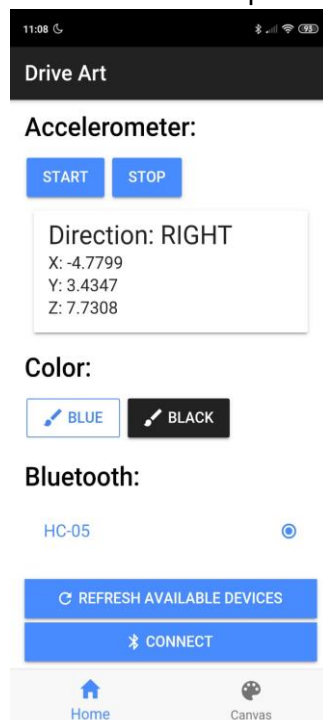 11:08 93
Drive Art
Accelerometer:
START STOP
Direction: RIGHT
X: -4.7799
Y: 3.4347
Z: 7.7308
Color:
BLUE BLACK
Bluetooth:
HC-05
REFRESH AVAILABLE DEVICES
CONNECT
Home Canvas